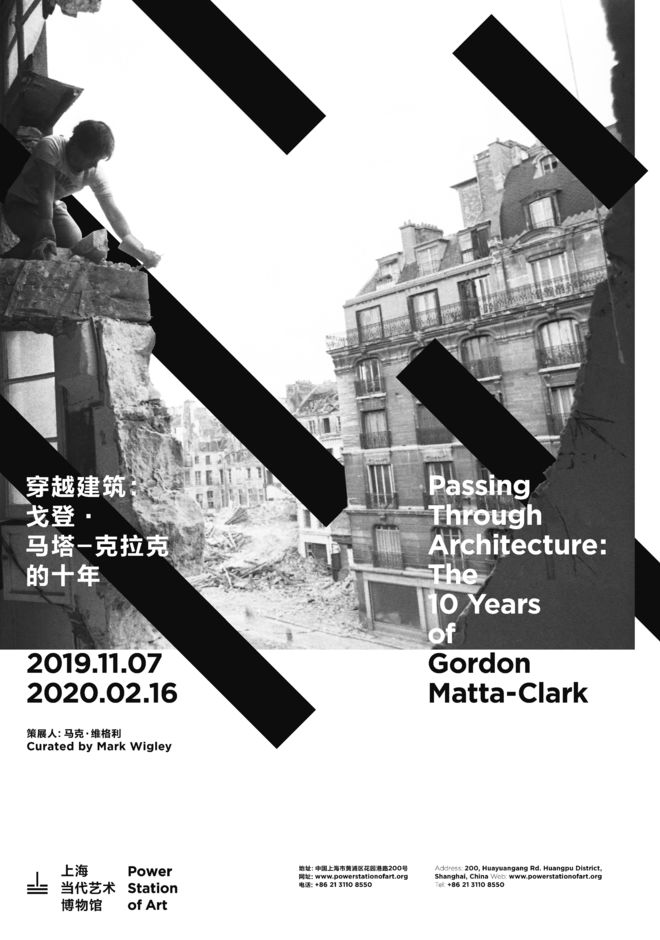 穿越建筑：
戈登·
马塔–克拉克
的十年
Passing
Through
Architecture:
The
10 Years
of
Gordon
Matta-Clark
2019.11.07
2020.02.16
策展人: 马克·维格利
Curated by Mark Wigley
上海
当代艺术
博物馆
Power
Station
of Art
地址: 中国上海市黄浦区花园港路200号
网址: www.powerstationofart.org
电话: +86 21 3110 8550
Address: 200, Huayuangang Rd. Huangpu District,
Shanghai, China Web: www.powerstationofart.org
Tel: +86 21 3110 8550